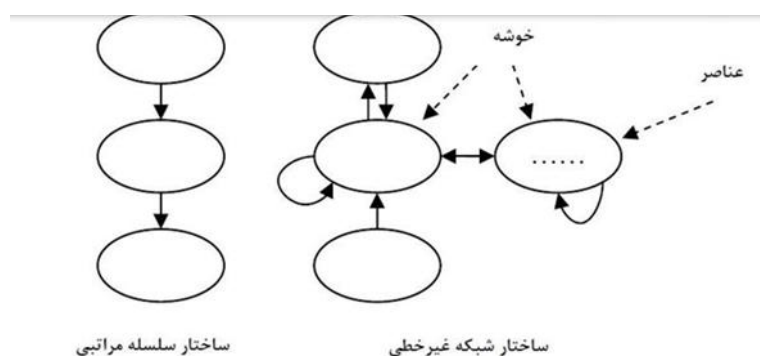 خوشه
عناصر
......
ساختار شبکه غیرخطی
ساختار سلسله مراتبی